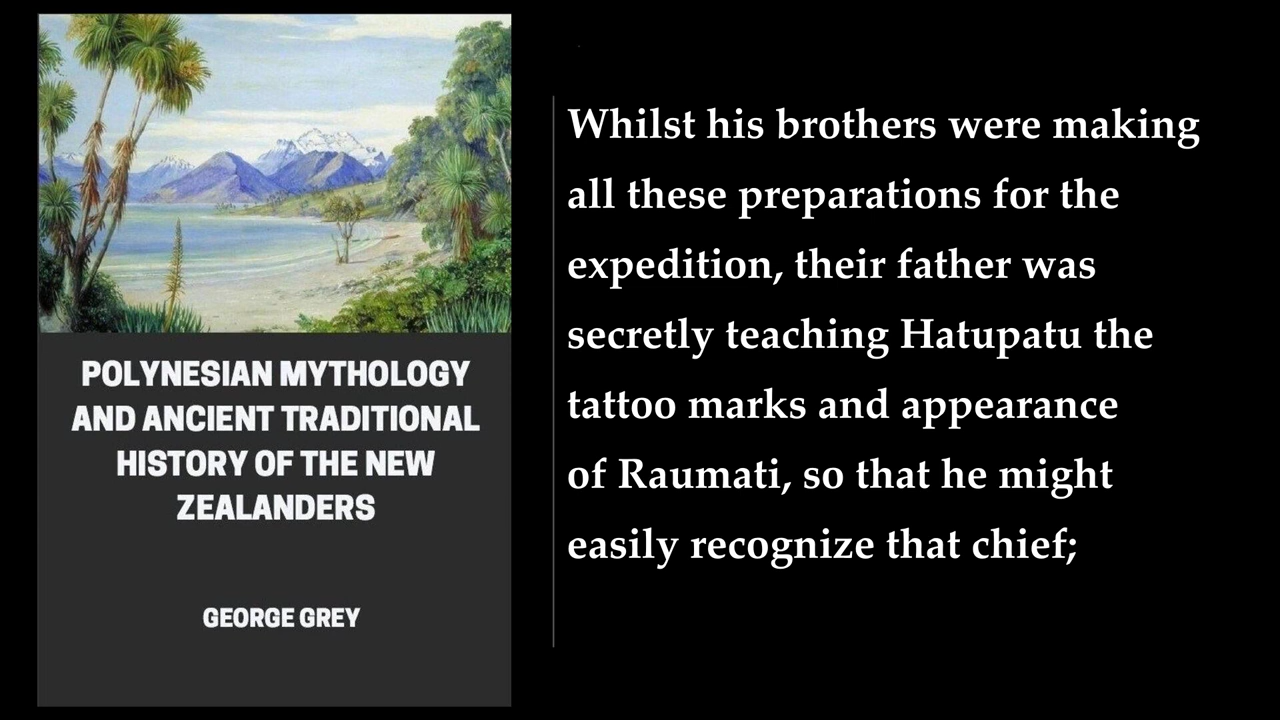 POLYNESIAN MYTHOLOGY
AND ANCIENT TRADITIONAL
HISTORY OF THE NEW
ZEALANDERS
GEORGE GREY
Whilst his brothers were making
all these preparations for the
expedition, their father was
secretly teaching Hatupatu the
tattoo marks and appearance
of Raumati, so that he might
easily recognize that chief;